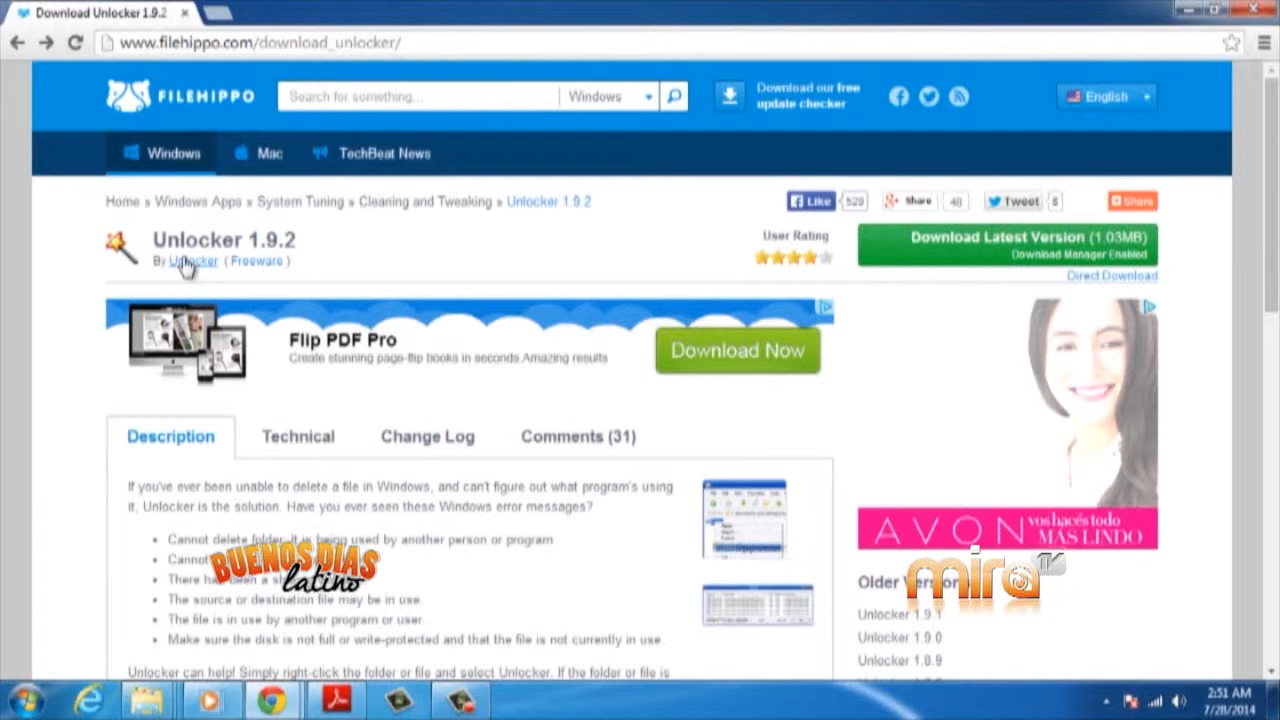 Download Unlocker 1.9.2
www.filehippo.com/download_unlocker/
FILEHIPPO
Search for something...
Windows
Download our free
update checker
English
Windows
Mac
TechBeat News
Home » Windows Apps » System Tuning » Cleaning and Tweaking » Unlocker 1.9.2
Like
529
Share
48
Tweet
8
Share
Unlocker 1.9.2
By Unlocker ( Freeware )
User Rating
Download Latest Version (1.03MB)
Download Manager Enabled
Direct Download
Flip PDF Pro
Create stunning page-flip books in seconds.Amazing results
Download Now
Description
Technical
Change Log
Comments (31)
If you've ever been unable to delete a file in Windows, and can't figure out what program's using
it, Unlocker is the solution. Have you ever seen these Windows error messages?
Cannot delete folder: It is being used by another person or program
Cannot
There has been a
The source or destination file may be in use.
The file is in use by another program or user.
Make sure the disk is not full or write-protected and that the file is not currently in use.
Unlocker can help! Simply right-click the folder or file and select Unlocker. If the folder or file is
BUENOS DIAS
latino
AVON
vos hacés todo
MÁS LINDO
mira
TV
Older
Unlocker 1.9.1
Unlocker 1.9.0
Unlocker 1.8.9
2:51 AM
7/28/2014